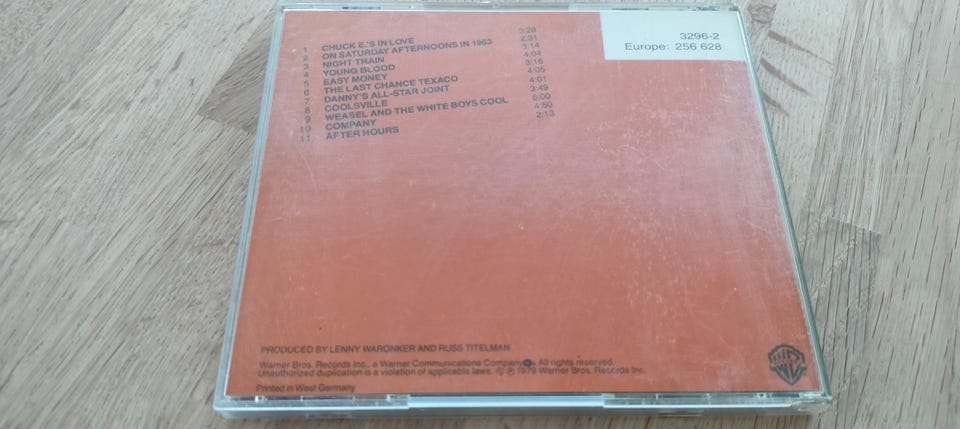 3296-2
Europe: 256 628
1 CHUCK E.'S IN LOVE 3:28
2 ON SATURDAY AFTERNOONS IN 1963 2:31
3 NIGHT TRAIN 3:14
4 YOUNG BLOOD 4:04
5 EASY MONEY 3:16
6 THE LAST CHANCE TEXACO 4:05
7 DANNY'S ALL-STAR JOINT 4:01
8 COOLSVILLE 3:49
9 WEASEL AND THE WHITE BOYS COOL 6:00
10 COMPANY 4:50
11 AFTER HOURS 2:13
PRODUCED BY LENNY WARONKER AND RUSS TITELMAN
Warner Bros. Records Inc., a Warner Communications Company. All rights reserved.
Unauthorized duplication is a violation of applicable laws. © ℗ 1979 Warner Bros. Records Inc.
Printed in West Germany